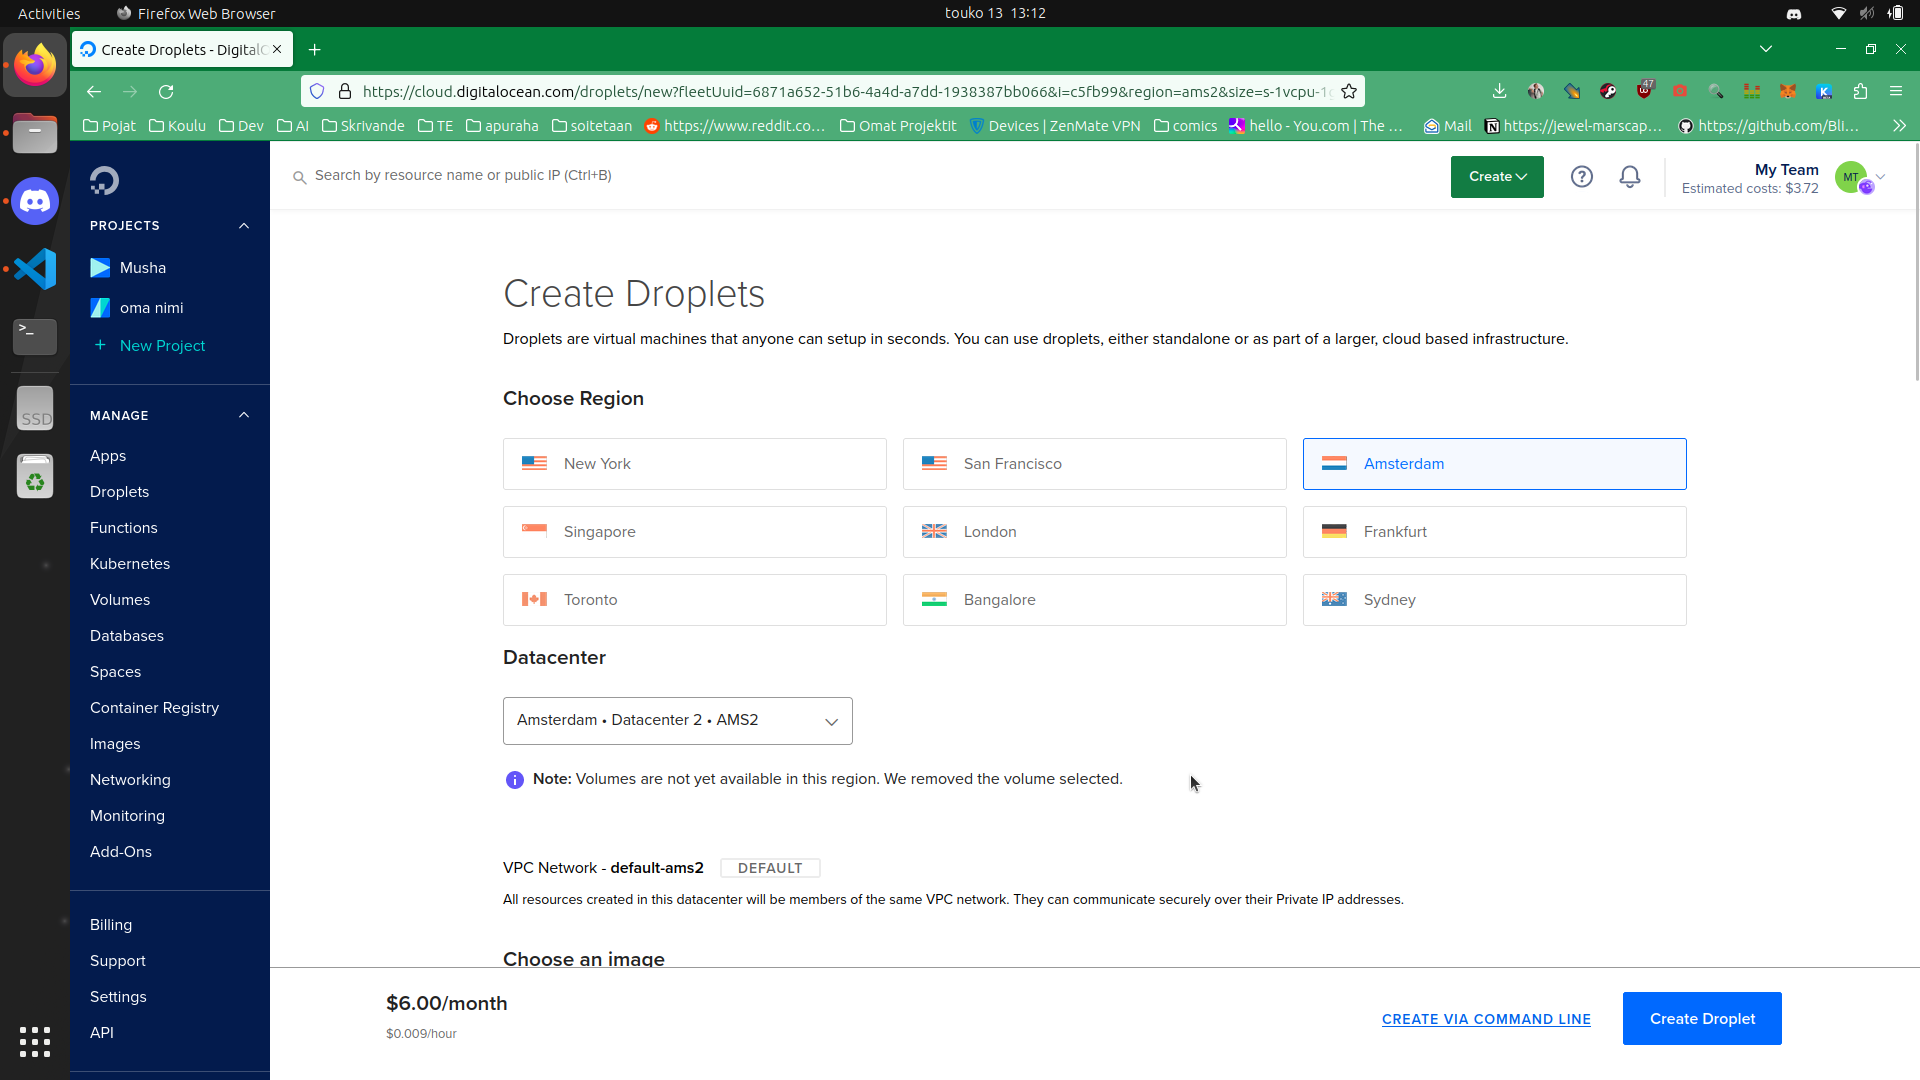 Activities
Firefox Web Browser
touko 13 13:12
Create Droplets - Digital
https://cloud.digitalocean.com/droplets/new?fleetUuid=6871a652-51b6-4a4d-a7dd-1938387bb066&i=c5fb99&region=ams2&size=s-1vcpu-1
47
Pojat
Koulu
Dev
AI
Skrivande
TE
apuraha
soitetaan
https://www.reddit.co…
Omat Projektit
Devices | ZenMate VPN
comics
hello - You.com | The …
Mail
https://jewel-marscap…
https://github.com/Bli…
SSD
PROJECTS
Musha
oma nimi
+ New Project
MANAGE
Apps
Droplets
Functions
Kubernetes
Volumes
Databases
Spaces
Container Registry
Images
Networking
Monitoring
Add-Ons
Billing
Support
Settings
API
Search by resource name or public IP (Ctrl+B)
Create
My Team
Estimated costs: $3.72
MT
Create Droplets
Droplets are virtual machines that anyone can setup in seconds. You can use droplets, either standalone or as part of a larger, cloud based infrastructure.
Choose Region
New York
San Francisco
Amsterdam
Singapore
London
Frankfurt
Toronto
Bangalore
Sydney
Datacenter
Amsterdam • Datacenter 2 • AMS2
Note: Volumes are not yet available in this region. We removed the volume selected.
VPC Network - default-ams2 DEFAULT
All resources created in this datacenter will be members of the same VPC network. They can communicate securely over their Private IP addresses.
Choose an image
$6.00/month
$0.009/hour
CREATE VIA COMMAND LINE
Create Droplet